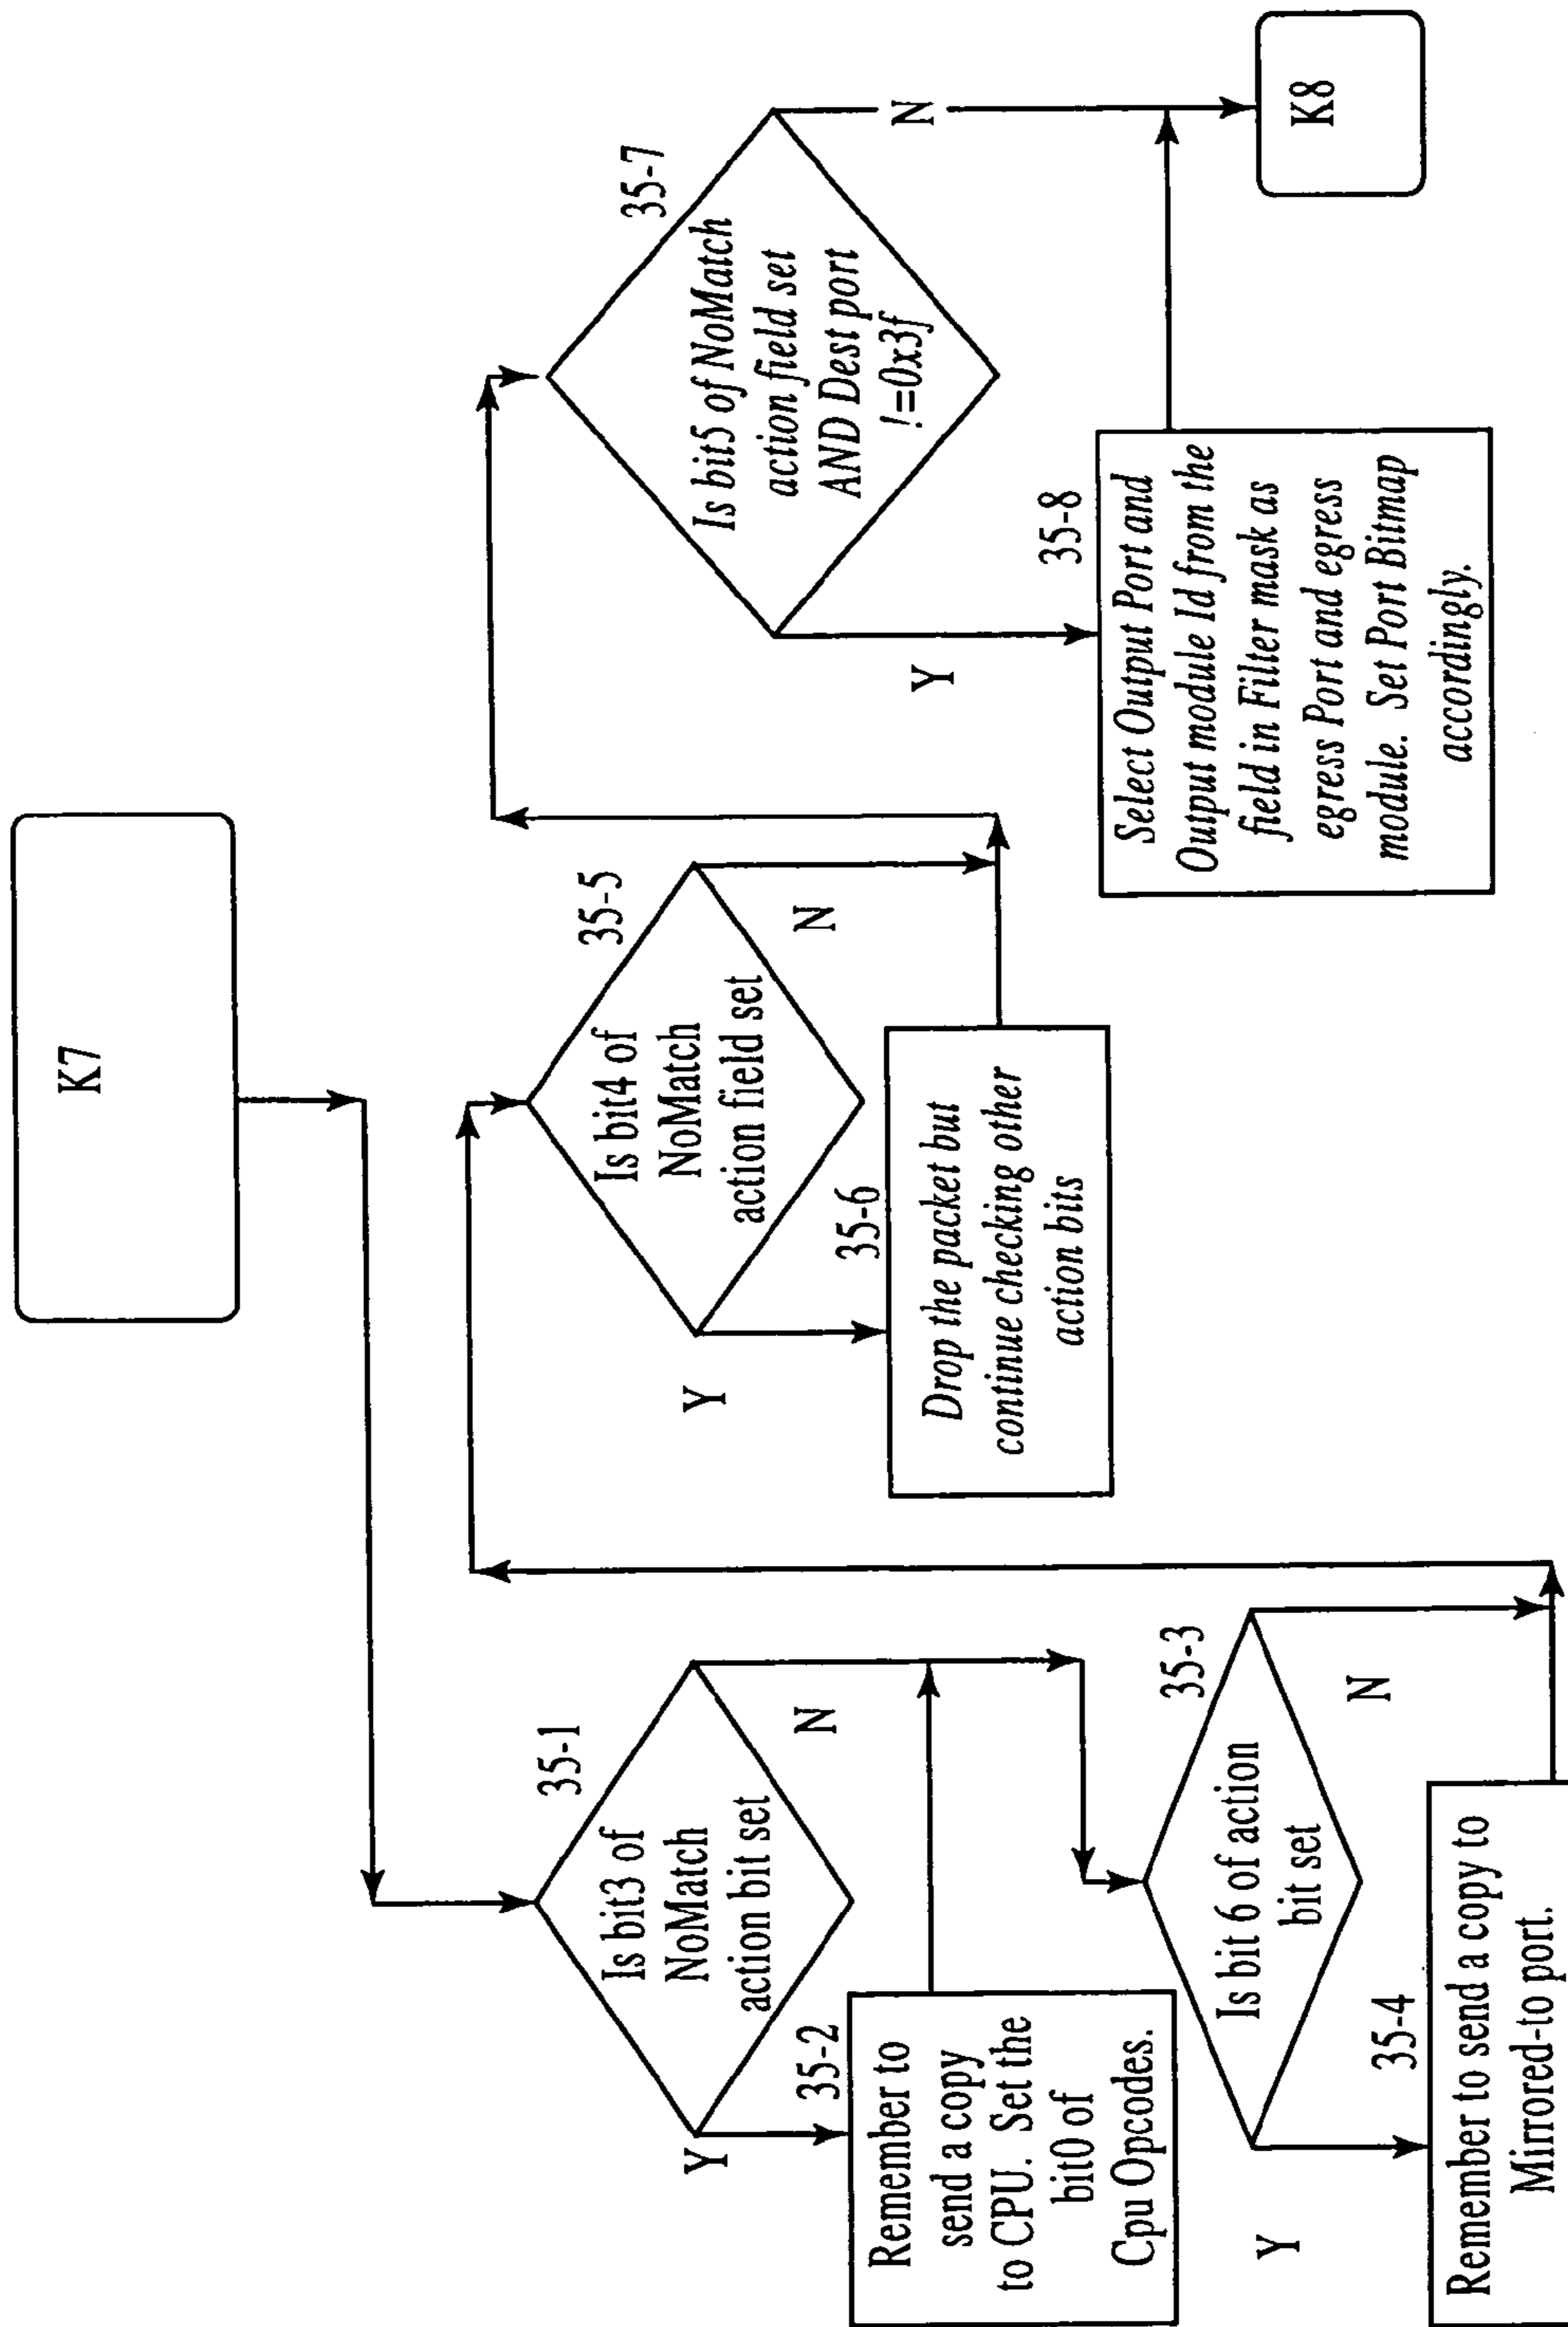 K7
35-1
Is bit3 of
NoMatch
action bit set
Y
N
35-2
Remember to
send a copy
to CPU. Set the
bit0 of
Cpu Opcodes.
35-3
Is bit 6 of action
bit set
Y
N
35-4
Remember to send a copy to
Mirrored-to port.
35-5
Is bit4 of
NoMatch
action field set
Y
N
35-6
Drop the packet but
continue checking other
action bits
35-7
Is bit5 of NoMatch
action field set
AND Dest port
!=0x3f
Y
N
35-8
Select Output Port and
Output module Id from the
field in Filter mask as
egress Port and egress
module. Set Port Bitmap
accordingly.
K8